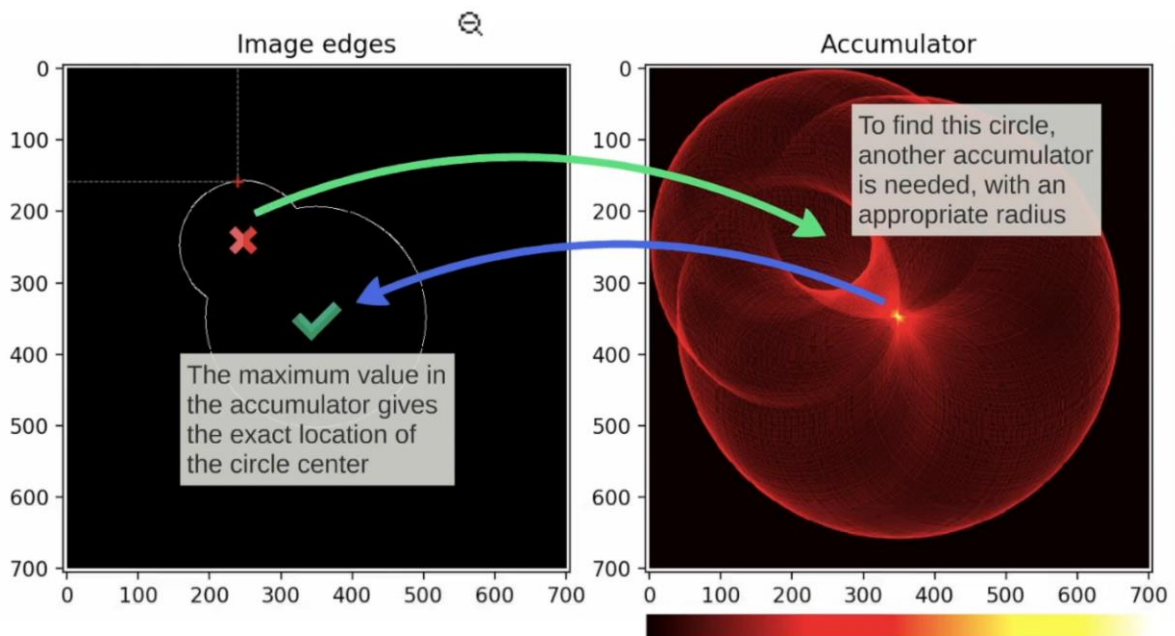 Image edges
Accumulator
0
100
200
300
400
500
600
700
0 100 200 300 400 500 600 700
The maximum value in
the accumulator gives
the exact location of
the circle center
0
100
200
300
400
500
600
700
0 100 200 300 400 500 600 700
To find this circle,
another accumulator
is needed, with an
appropriate radius